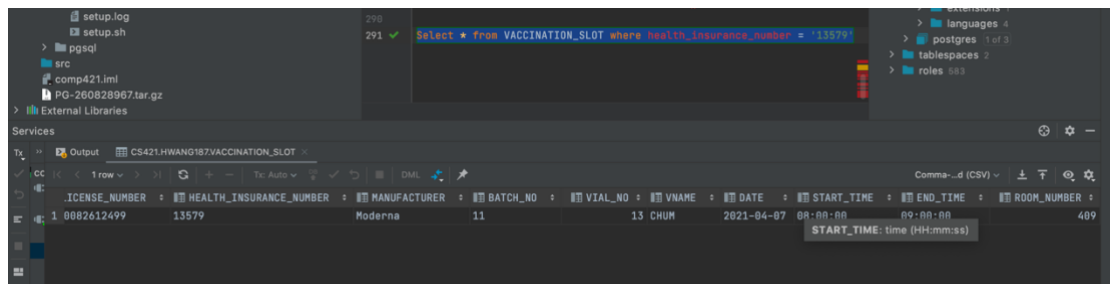 setup.log
setup.sh
pgsql
src
comp421.iml
PG-260828967.tar.gz
External Libraries
290
291 Select * from VACCINATION_SLOT where health_insurance_number = '13579'
extensions 1
languages 4
postgres 1 of 3
tablespaces 2
roles 583
Services
Tx Output CS421.HWANG187.VACCINATION_SLOT
CC 1 row Tx: Auto DML Comma-...d (CSV)
.ICENSE_NUMBER HEALTH_INSURANCE_NUMBER MANUFACTURER BATCH_NO VIAL_NO VNAME DATE START_TIME END_TIME ROOM_NUMBER
1 0082612499 13579 Moderna 11 13 CHUM 2021-04-07 08:00:00 09:00:00 409
START_TIME: time (HH:mm:ss)